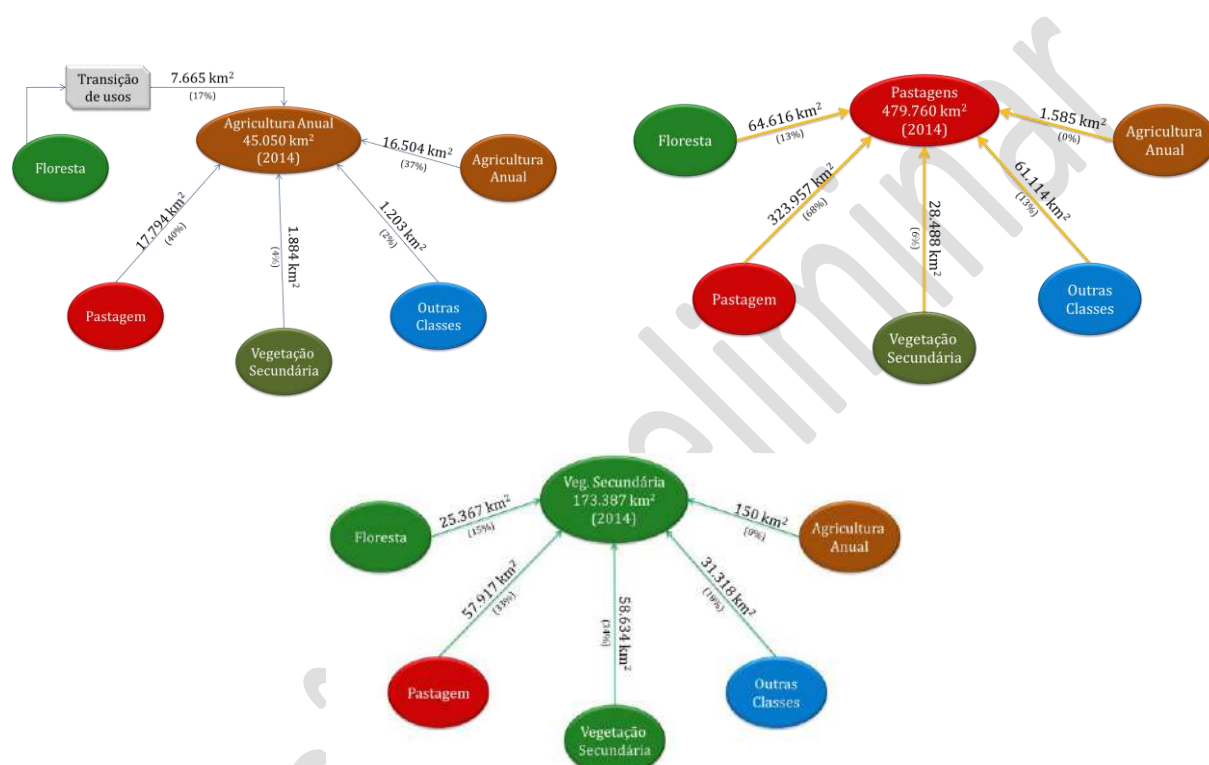 Transição
de usos
7.665 km²
(17%)
Floresta
Agricultura Anual
45.050 km²
(2014)
16.504 km²
(37%)
Agricultura
Anual
17.794 km²
(40%)
1.884 km²
(4%)
1.203 km²
(2%)
Pastagem
Vegetação
Secundária
Outras
Classes
Pastagens
479.760 km²
(2014)
Floresta
64.616 km²
(13%)
1.585 km²
(0%)
Agricultura
Anual
323.957 km²
(68%)
28.488 km²
(6%)
61.114 km²
(13%)
Pastagem
Vegetação
Secundária
Outras
Classes
Veg. Secundária
173.387 km²
(2014)
Floresta
25.367 km²
(15%)
150 km²
(0%)
Agricultura
Anual
57.917 km²
(33%)
58.634 km²
(34%)
31.318 km²
(18%)
Pastagem
Vegetação
Secundária
Outras
Classes
eliminar